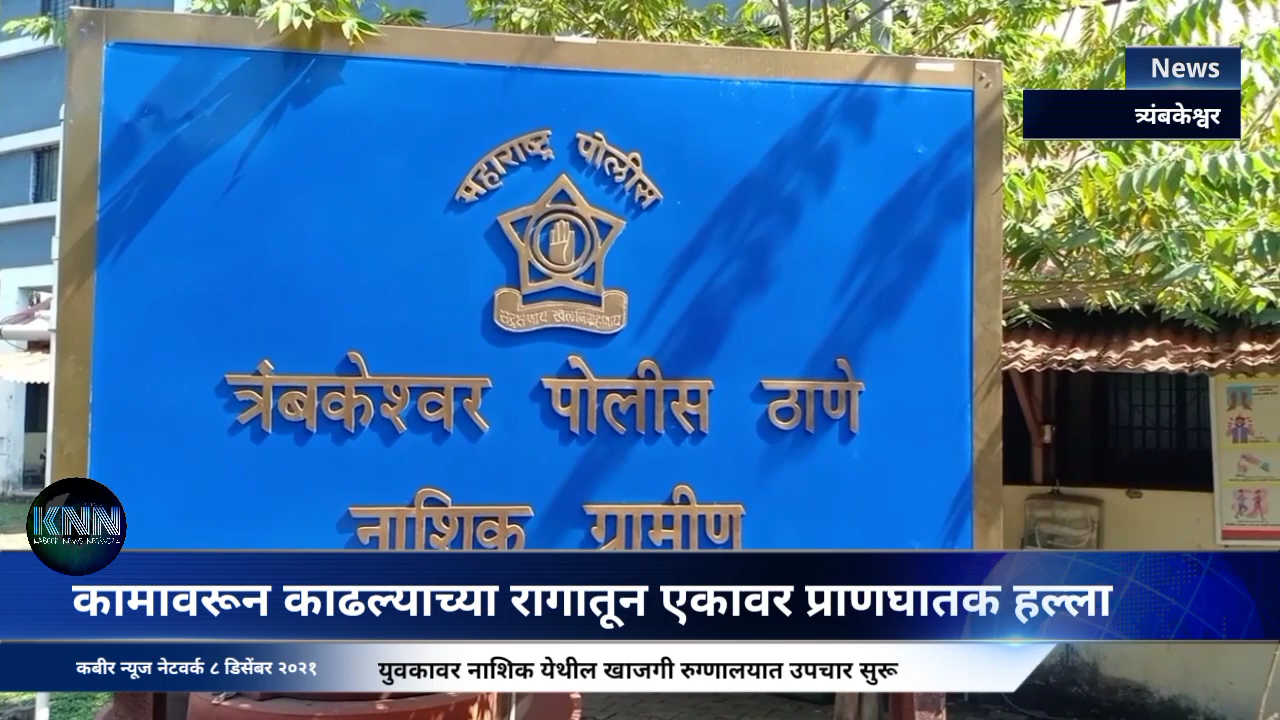 News
त्र्यंबकेश्वर
महाराष्ट्र पोलीस
त्रंबकेश्वर पोलीस ठाणे
नाशिक ग्रामीण
KNN
कामावरून काढल्याच्या रागातून एकावर प्राणघातक हल्ला
कबीर न्यूज नेटवर्क ८ डिसेंबर २०२१
युवकावर नाशिक येथील खाजगी रुग्णालयात उपचार सुरू